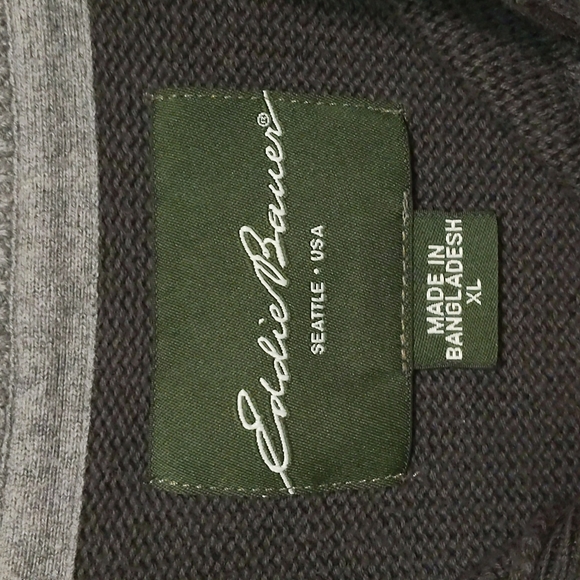 Eddie Bauer®
SEATTLE • USA
MADE IN
BANGLADESH
XL